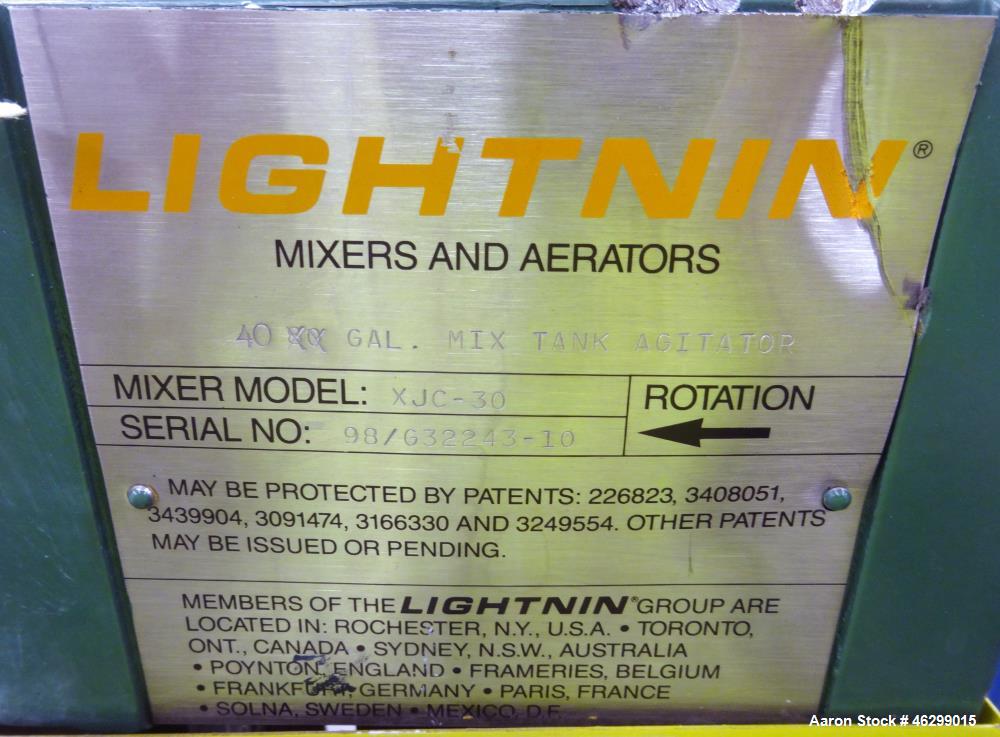 LIGHTNIN®
MIXERS AND AERATORS
40 GAL. MIX TANK AGITATOR
MIXER MODEL: XJC-30
ROTATION
SERIAL NO: 98/G32243-10
MAY BE PROTECTED BY PATENTS: 226823, 3408051,
3439904, 3091474, 3166330 AND 3249554. OTHER PATENTS
MAY BE ISSUED OR PENDING.
MEMBERS OF THE LIGHTNIN® GROUP ARE
LOCATED IN: ROCHESTER, N.Y., U.S.A. • TORONTO,
ONT., CANADA • SYDNEY, N.S.W., AUSTRALIA
• POYNTON, ENGLAND • FRAMERIES, BELGIUM
• FRANKFURT, GERMANY • PARIS, FRANCE
• SOLNA, SWEDEN • MEXICO, D.F.
Aaron Stock # 46299015